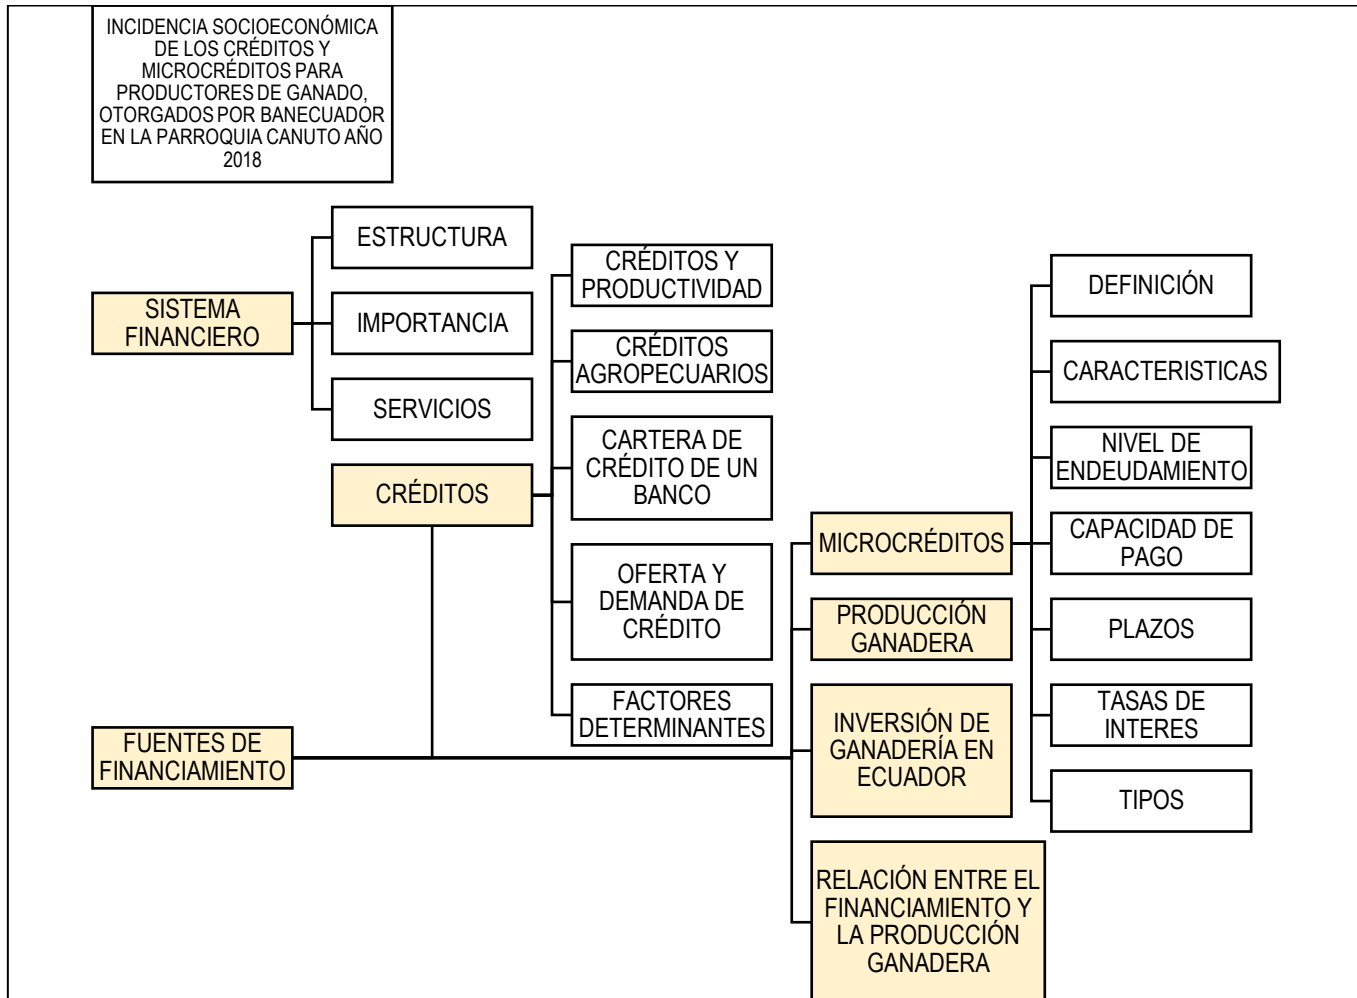 INCIDENCIA SOCIOECONÓMICA
DE LOS CRÉDITOS Y
MICROCRÉDITOS PARA
PRODUCTORES DE GANADO,
OTORGADOS POR BANECUADOR
EN LA PARROQUIA CANUTO AÑO
2018
SISTEMA
FINANCIERO
ESTRUCTURA
IMPORTANCIA
SERVICIOS
CRÉDITOS
CRÉDITOS Y
PRODUCTIVIDAD
CRÉDITOS
AGROPECUARIOS
CARTERA DE
CRÉDITO DE UN
BANCO
OFERTA Y
DEMANDA DE
CRÉDITO
FACTORES
DETERMINANTES
FUENTES DE
FINANCIAMIENTO
MICROCRÉDITOS
PRODUCCIÓN
GANADERA
INVERSIÓN DE
GANADERÍA EN
ECUADOR
RELACIÓN ENTRE EL
FINANCIAMIENTO Y
LA PRODUCCIÓN
GANADERA
DEFINICIÓN
CARACTERISTICAS
NIVEL DE
ENDEUDAMIENTO
CAPACIDAD DE
PAGO
PLAZOS
TASAS DE
INTERES
TIPOS